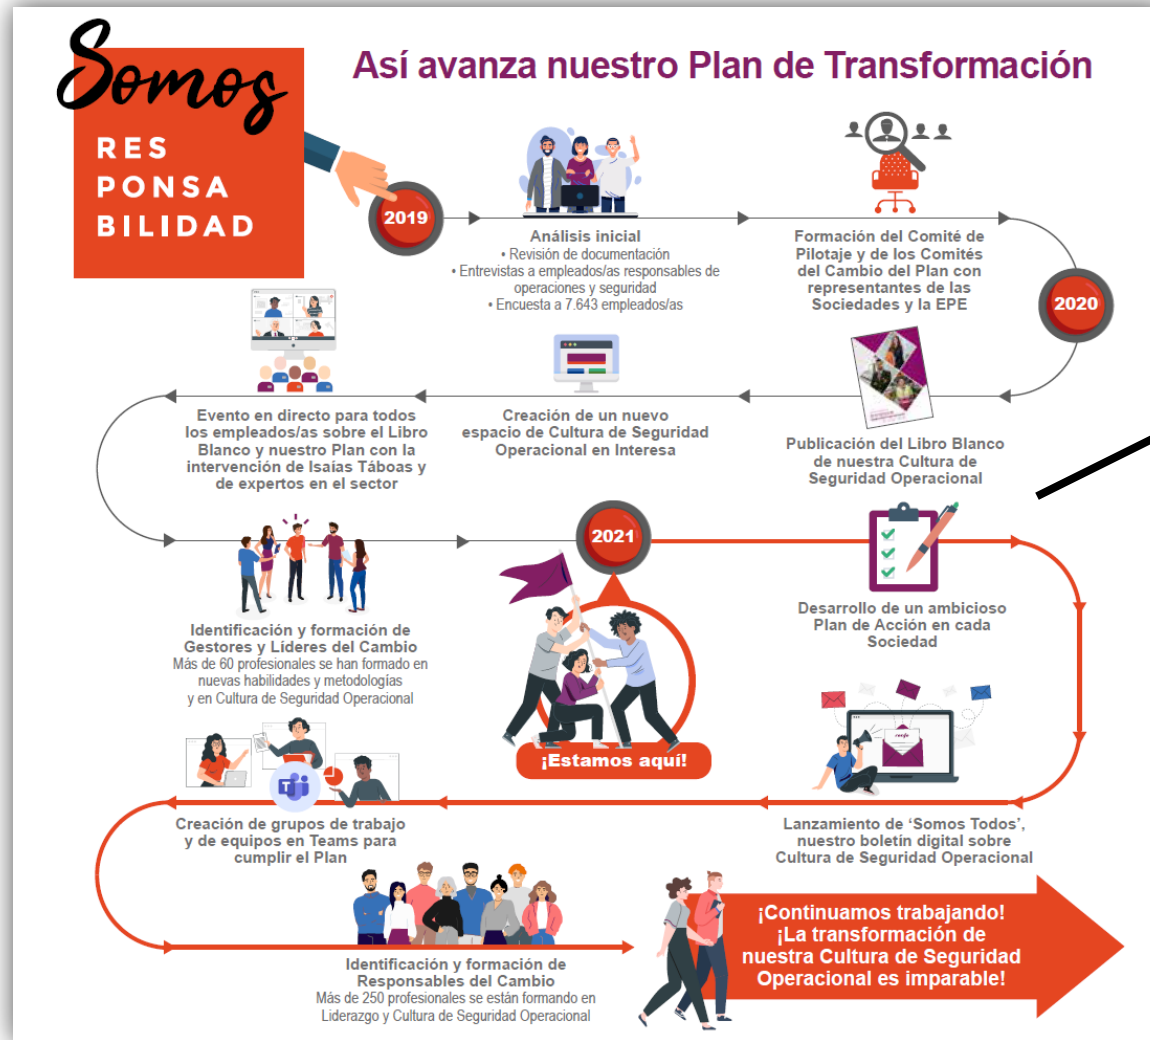 Somos
RES
PONSA
BILIDAD
Así avanza nuestro Plan de Transformación
2019
Análisis inicial
• Revisión de documentación
• Entrevistas a empleados/as responsables de
operaciones y seguridad
• Encuesta a 7.643 empleados/as
Formación del Comité de
Pilotaje y de los Comités
del Cambio del Plan con
representantes de las
Sociedades y la EPE
2020
Publicación del Libro Blanco
de nuestra Cultura de
Seguridad Operacional
Creación de un nuevo
espacio de Cultura de Seguridad
Operacional en Interesa
Evento en directo para todos
los empleados/as sobre el Libro
Blanco y nuestro Plan con la
intervención de Isaías Táboas y
de expertos en el sector
Identificación y formación de
Gestores y Líderes del Cambio
Más de 60 profesionales se han formado en
nuevas habilidades y metodologías
y en Cultura de Seguridad Operacional
2021
¡Estamos aquí!
Desarrollo de un ambicioso
Plan de Acción en cada
Sociedad
renfe
Lanzamiento de ‘Somos Todos’,
nuestro boletín digital sobre
Cultura de Seguridad Operacional
T
Creación de grupos de trabajo
y de equipos en Teams para
cumplir el Plan
Identificación y formación de
Responsables del Cambio
Más de 250 profesionales se están formando en
Liderazgo y Cultura de Seguridad Operacional
¡Continuamos trabajando!
¡La transformación de
nuestra Cultura de Seguridad
Operacional es imparable!